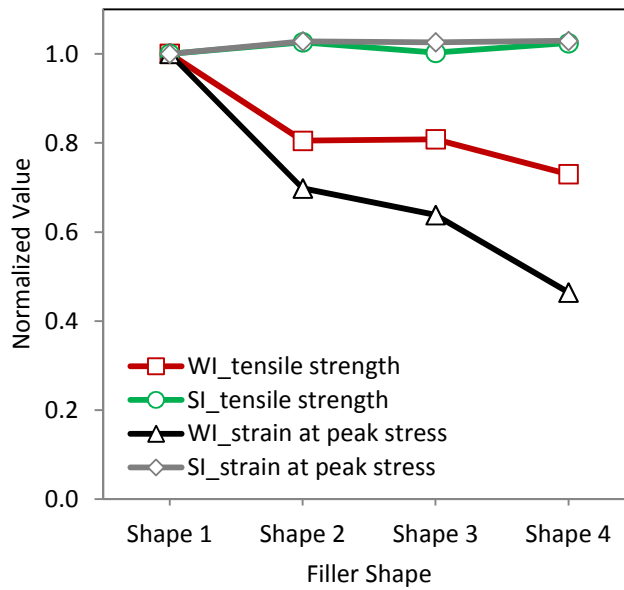 Normalized Value
1.0
0.8
0.6
0.4
0.2
0.0
WI_tensile strength
SI_tensile strength
WI_strain at peak stress
SI_strain at peak stress
Shape 1 Shape 2 Shape 3 Shape 4
Filler Shape